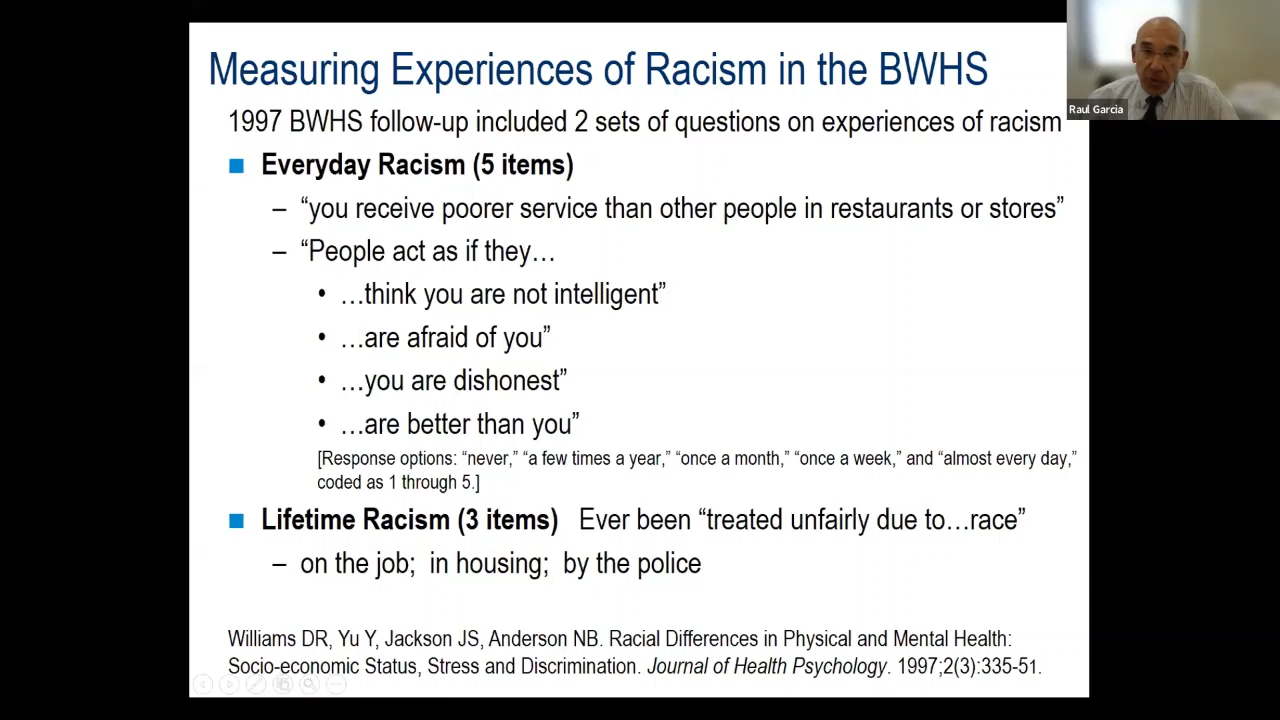 Measuring Experiences of Racism in the BWHS
Raul Garcia
1997 BWHS follow-up included 2 sets of questions on experiences of racism
■ Everyday Racism (5 items)
– “you receive poorer service than other people in restaurants or stores”
– “People act as if they…
• …think you are not intelligent”
• …are afraid of you”
• …you are dishonest”
• …are better than you”
[Response options: “never,” “a few times a year,” “once a month,” “once a week,” and “almost every day,”
coded as 1 through 5.]
■ Lifetime Racism (3 items) Ever been “treated unfairly due to…race”
– on the job; in housing; by the police
Williams DR, Yu Y, Jackson JS, Anderson NB. Racial Differences in Physical and Mental Health:
Socio-economic Status, Stress and Discrimination. Journal of Health Psychology. 1997;2(3):335-51.